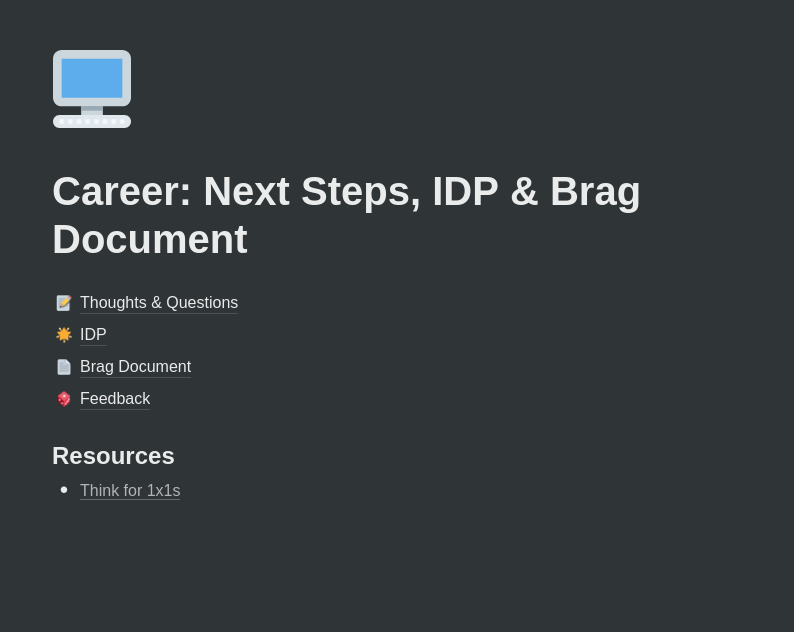 Career: Next Steps, IDP & Brag
Document
Thoughts & Questions
IDP
Brag Document
Feedback
Resources
Think for 1x1s